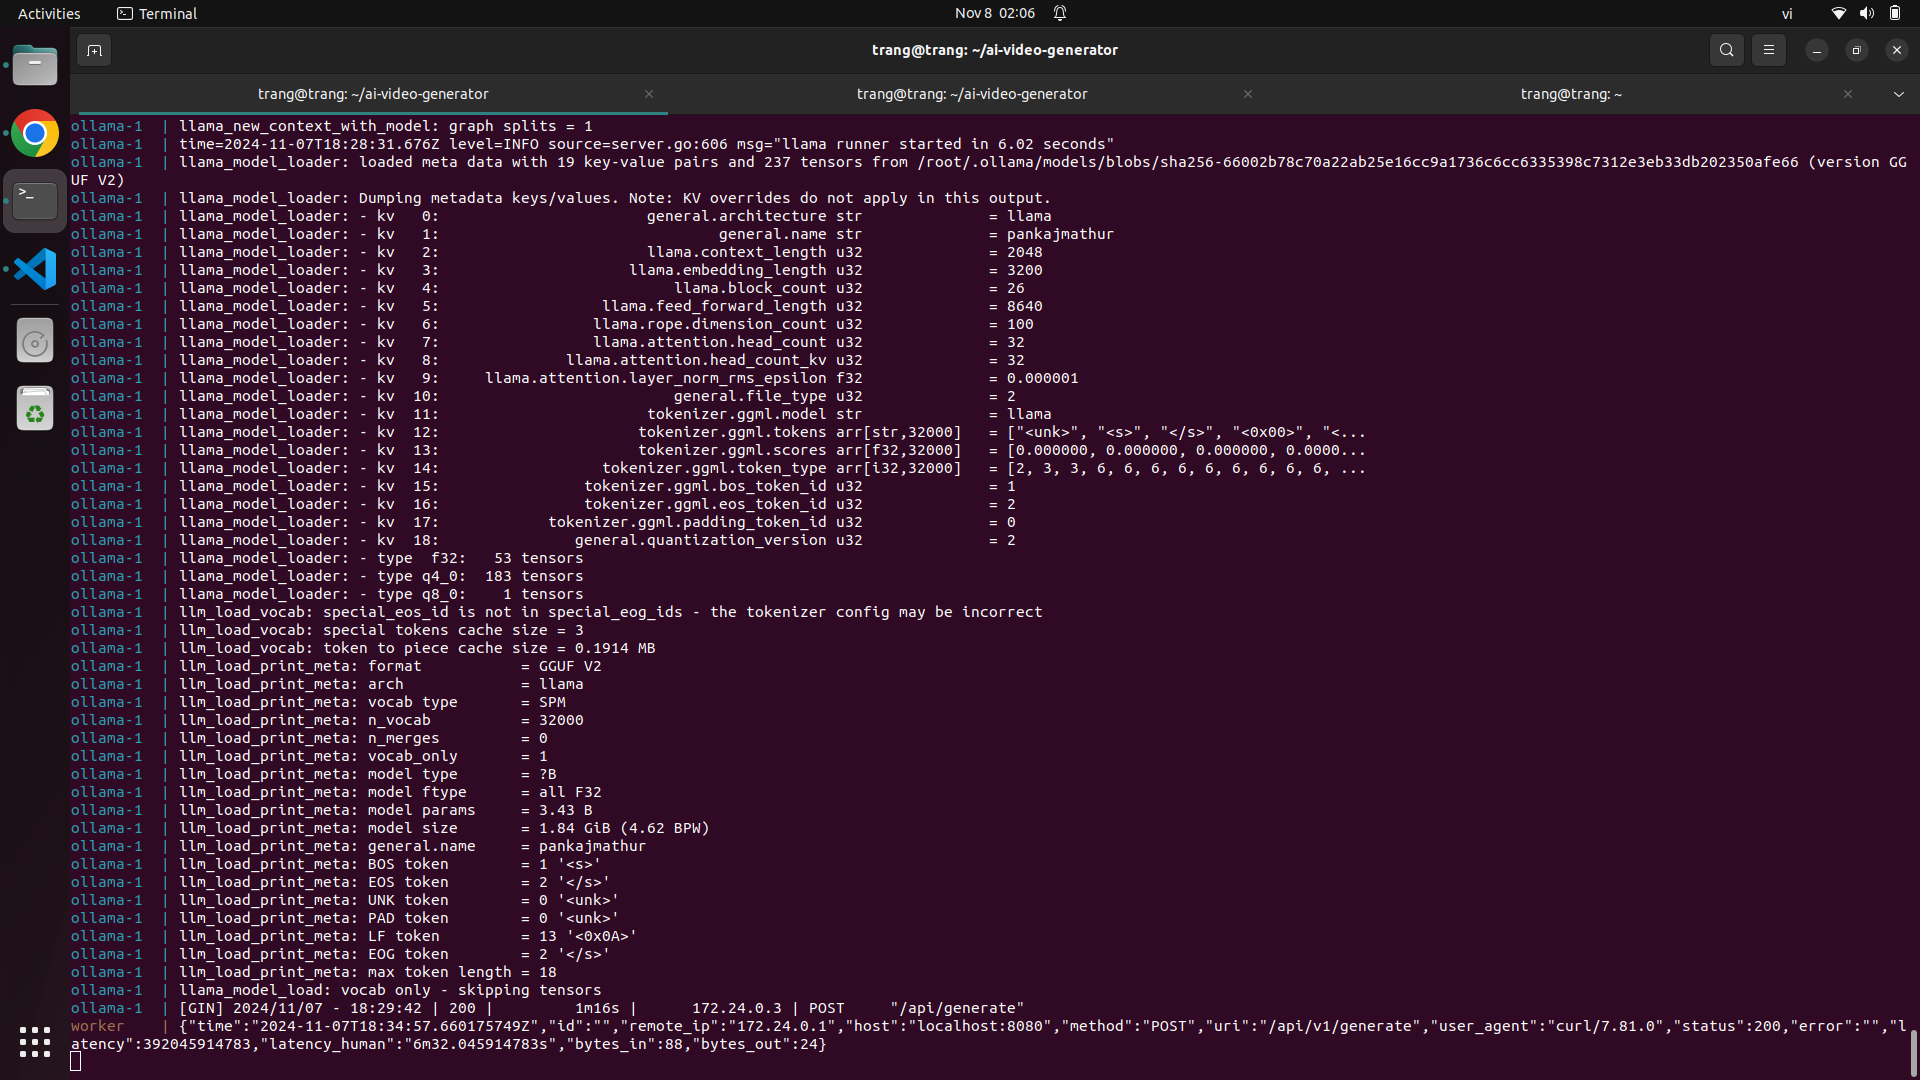 Activities
Terminal
Nov 8 02:06
vi
trang@trang: ~/ai-video-generator
trang@trang: ~/ai-video-generator
trang@trang: ~/ai-video-generator
trang@trang: ~
ollama-1 | llama_new_context_with_model: graph splits = 1
ollama-1 | time=2024-11-07T18:28:31.676Z level=INFO source=server.go:606 msg="llama runner started in 6.02 seconds"
ollama-1 | llama_model_loader: loaded meta data with 19 key-value pairs and 237 tensors from /root/.ollama/models/blobs/sha256-66002b78c70a22ab25e16cc9a1736c6cc6335398c7312e3eb33db202350afe66 (version GG
UF V2)
ollama-1 | llama_model_loader: Dumping metadata keys/values. Note: KV overrides do not apply in this output.
ollama-1 | llama_model_loader: - kv 0: general.architecture str = llama
ollama-1 | llama_model_loader: - kv 1: general.name str = pankajmathur
ollama-1 | llama_model_loader: - kv 2: llama.context_length u32 = 2048
ollama-1 | llama_model_loader: - kv 3: llama.embedding_length u32 = 3200
ollama-1 | llama_model_loader: - kv 4: llama.block_count u32 = 26
ollama-1 | llama_model_loader: - kv 5: llama.feed_forward_length u32 = 8640
ollama-1 | llama_model_loader: - kv 6: llama.rope.dimension_count u32 = 100
ollama-1 | llama_model_loader: - kv 7: llama.attention.head_count u32 = 32
ollama-1 | llama_model_loader: - kv 8: llama.attention.head_count_kv u32 = 32
ollama-1 | llama_model_loader: - kv 9: llama.attention.layer_norm_rms_epsilon f32 = 0.000001
ollama-1 | llama_model_loader: - kv 10: general.file_type u32 = 2
ollama-1 | llama_model_loader: - kv 11: tokenizer.ggml.model str = llama
ollama-1 | llama_model_loader: - kv 12: tokenizer.ggml.tokens arr[str,32000] = ["<unk>", "<s>", "</s>", "<0x00>", "<...
ollama-1 | llama_model_loader: - kv 13: tokenizer.ggml.scores arr[f32,32000] = [0.000000, 0.000000, 0.000000, 0.0000...
ollama-1 | llama_model_loader: - kv 14: tokenizer.ggml.token_type arr[i32,32000] = [2, 3, 3, 6, 6, 6, 6, 6, 6, 6, 6, 6, ...
ollama-1 | llama_model_loader: - kv 15: tokenizer.ggml.bos_token_id u32 = 1
ollama-1 | llama_model_loader: - kv 16: tokenizer.ggml.eos_token_id u32 = 2
ollama-1 | llama_model_loader: - kv 17: tokenizer.ggml.padding_token_id u32 = 0
ollama-1 | llama_model_loader: - kv 18: general.quantization_version u32 = 2
ollama-1 | llama_model_loader: - type f32: 53 tensors
ollama-1 | llama_model_loader: - type q4_0: 183 tensors
ollama-1 | llama_model_loader: - type q8_0: 1 tensors
ollama-1 | llm_load_vocab: special_eos_id is not in special_eog_ids - the tokenizer config may be incorrect
ollama-1 | llm_load_vocab: special tokens cache size = 3
ollama-1 | llm_load_vocab: token to piece cache size = 0.1914 MB
ollama-1 | llm_load_print_meta: format = GGUF V2
ollama-1 | llm_load_print_meta: arch = llama
ollama-1 | llm_load_print_meta: vocab type = SPM
ollama-1 | llm_load_print_meta: n_vocab = 32000
ollama-1 | llm_load_print_meta: n_merges = 0
ollama-1 | llm_load_print_meta: vocab_only = 1
ollama-1 | llm_load_print_meta: model type = ?B
ollama-1 | llm_load_print_meta: model ftype = all F32
ollama-1 | llm_load_print_meta: model params = 3.43 B
ollama-1 | llm_load_print_meta: model size = 1.84 GiB (4.62 BPW)
ollama-1 | llm_load_print_meta: general.name = pankajmathur
ollama-1 | llm_load_print_meta: BOS token = 1 '<s>'
ollama-1 | llm_load_print_meta: EOS token = 2 '</s>'
ollama-1 | llm_load_print_meta: UNK token = 0 '<unk>'
ollama-1 | llm_load_print_meta: PAD token = 0 '<unk>'
ollama-1 | llm_load_print_meta: LF token = 13 '<0x0A>'
ollama-1 | llm_load_print_meta: EOG token = 2 '</s>'
ollama-1 | llm_load_print_meta: max token length = 18
ollama-1 | llama_model_load: vocab only - skipping tensors
ollama-1 | [GIN] 2024/11/07 - 18:29:42 | 200 | 1m16s | 172.24.0.3 | POST "/api/generate"
worker | {"time":"2024-11-07T18:34:57.660175749Z","id":"","remote_ip":"172.24.0.1","host":"localhost:8080","method":"POST","uri":"/api/v1/generate","user_agent":"curl/7.81.0","status":200,"error":"","l
atency":392045914783,"latency_human":"6m32.045914783s","bytes_in":88,"bytes_out":24}